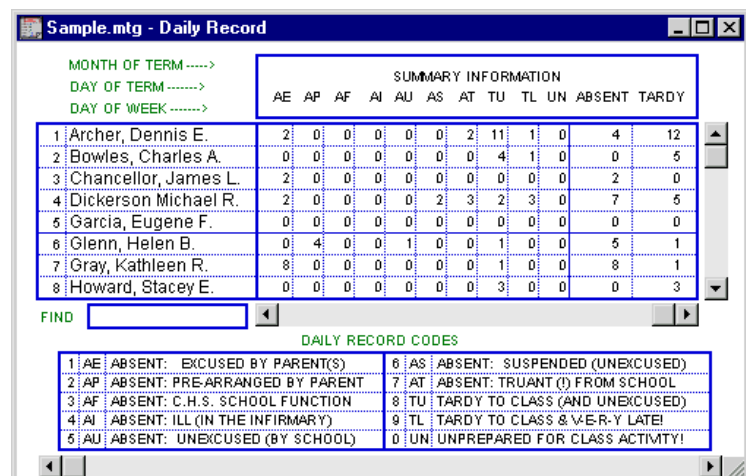 Sample.mtg - Daily Record
MONTH OF TERM ----->
DAY OF TERM ------->
DAY OF WEEK ------->
SUMMARY INFORMATION
AE AP AF AI AU AS AT TU TL UN ABSENT TARDY
1 Archer, Dennis E. 2 0 0 0 0 0 2 11 1 0 4 12
2 Bowles, Charles A. 0 0 0 0 0 0 0 4 1 0 0 5
3 Chancellor, James L. 2 0 0 0 0 0 0 0 0 0 2 0
4 Dickerson Michael R. 2 0 0 0 0 2 3 2 3 0 7 5
5 Garcia, Eugene F. 0 0 0 0 0 0 0 0 0 0 0 0
6 Glenn, Helen B. 0 4 0 0 1 0 0 1 0 0 5 1
7 Gray, Kathleen R. 8 0 0 0 0 0 0 1 0 0 8 1
8 Howard, Stacey E. 0 0 0 0 0 0 0 3 0 0 0 3
FIND
DAILY RECORD CODES
1 AE ABSENT: EXCUSED BY PARENT(S) 6 AS ABSENT: SUSPENDED (UNEXCUSED)
2 AP ABSENT: PRE-ARRANGED BY PARENT 7 AT ABSENT: TRUANT (!) FROM SCHOOL
3 AF ABSENT: C.H.S. SCHOOL FUNCTION 8 TU TARDY TO CLASS (AND UNEXCUSED)
4 AI ABSENT: ILL (IN THE INFIRMARY) 9 TL TARDY TO CLASS & V-E-R-Y LATE!
5 AU ABSENT: UNEXCUSED (BY SCHOOL) 0 UN UNPREPARED FOR CLASS ACTIVITY!